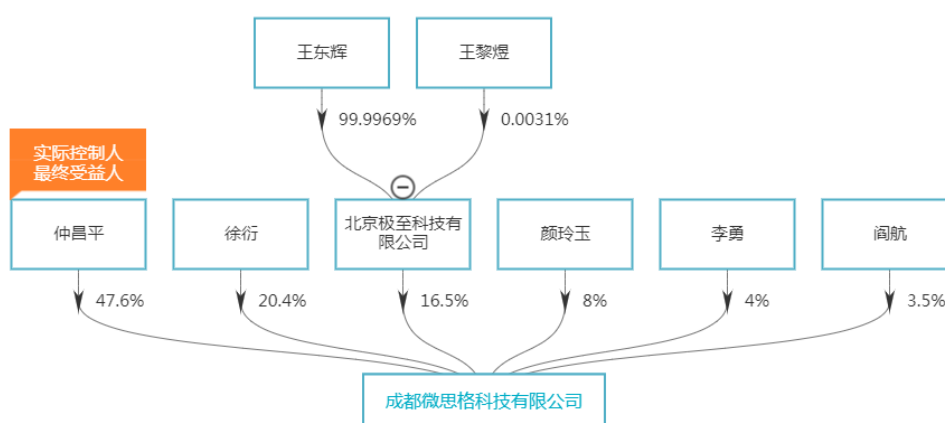 王东辉
王黎煜
99.9969%
0.0031%
实际控制人
最终受益人
仲昌平
徐衍
北京极至科技有
限公司
颜玲玉
李勇
阎航
47.6%
20.4%
16.5%
8%
4%
3.5%
成都微思格科技有限公司